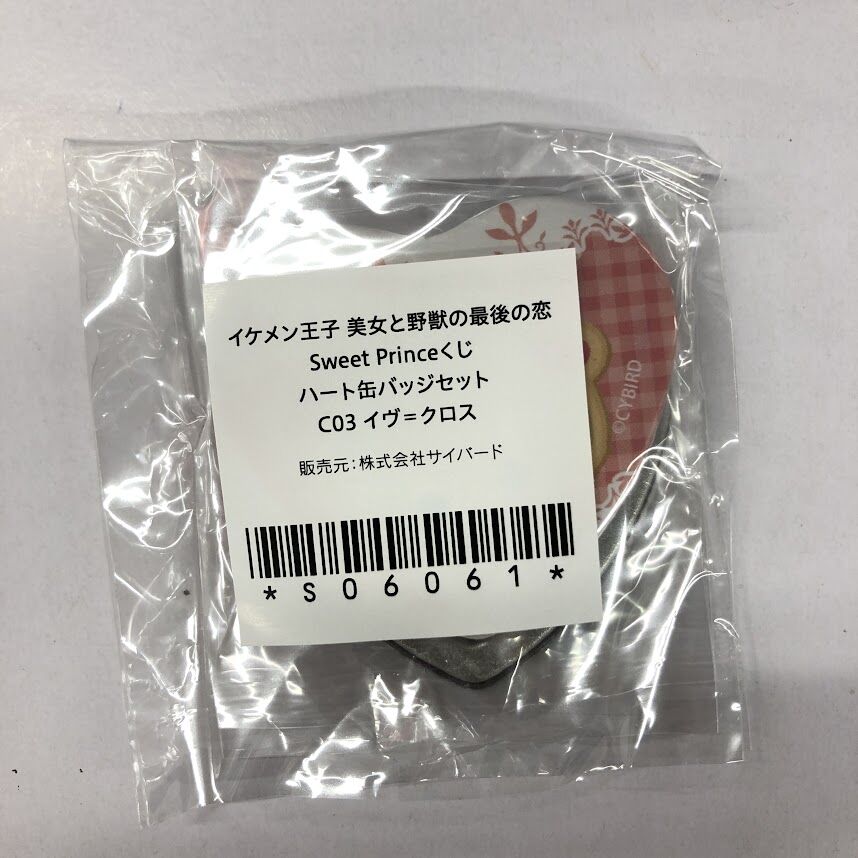 イケメン王子 美女と野獣の最後の恋
Sweet Princeくじ
ハート缶バッジセット
C03 イヴ=クロス
販売元:株式会社サイバード
*S06061*
©CYBIRD